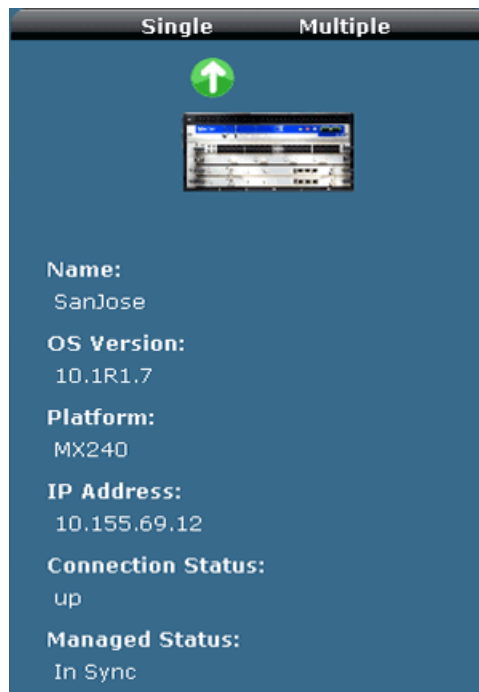 Single Multiple
Name:
SanJose
OS Version:
10.1R1.7
Platform:
MX240
IP Address:
10.155.69.12
Connection Status:
up
Managed Status:
In Sync